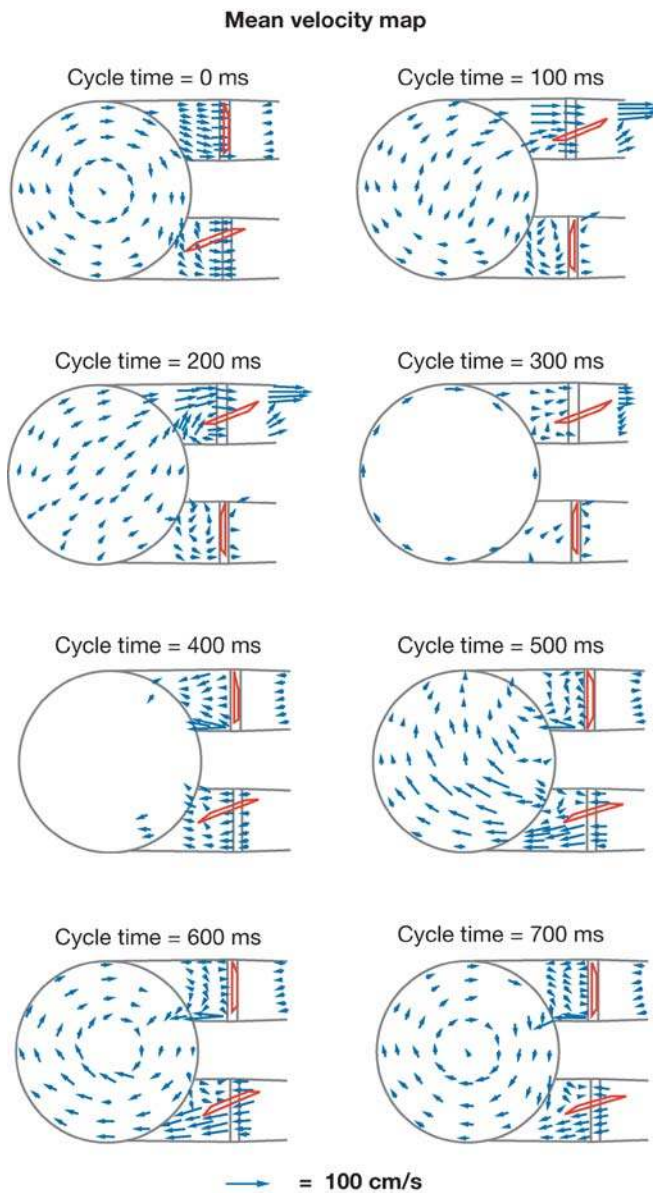 Mean velocity map
Cycle time = 0 ms
Cycle time = 100 ms
Cycle time = 200 ms
Cycle time = 300 ms
Cycle time = 400 ms
Cycle time = 500 ms
Cycle time = 600 ms
Cycle time = 700 ms
= 100 cm/s